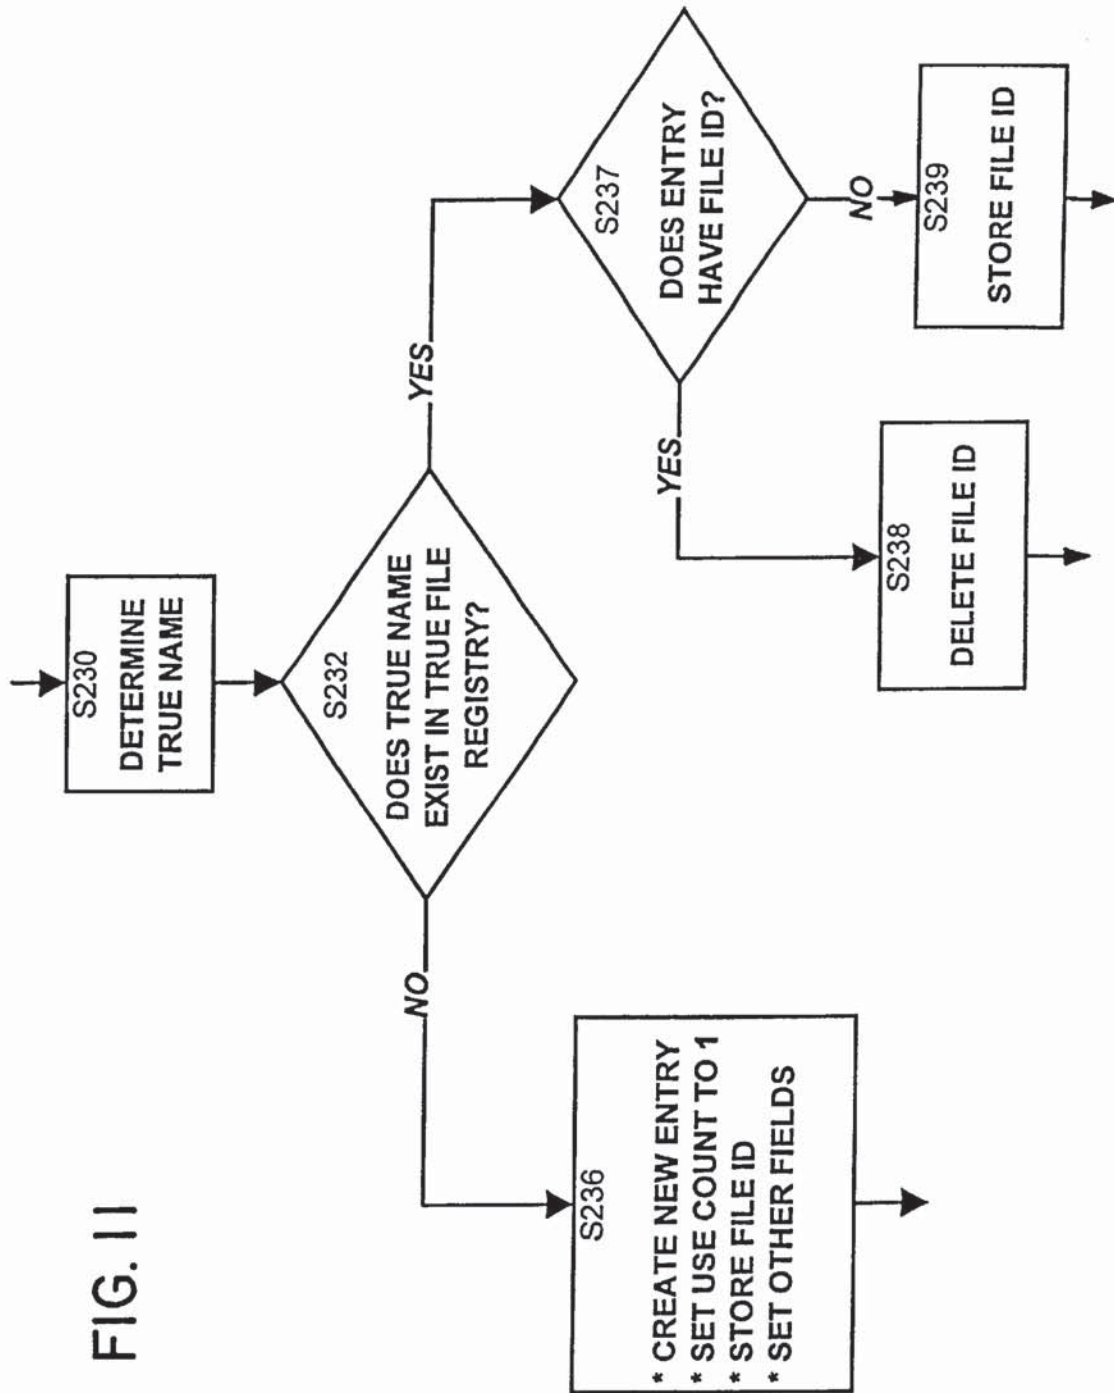 FIG. 11
S230
DETERMINE
TRUE NAME
S232
DOES TRUE NAME
EXIST IN TRUE FILE
REGISTRY?
NO
YES
S236
* CREATE NEW ENTRY
* SET USE COUNT TO 1
* STORE FILE ID
* SET OTHER FIELDS
S237
DOES ENTRY
HAVE FILE ID?
YES
NO
S238
DELETE FILE ID
S239
STORE FILE ID